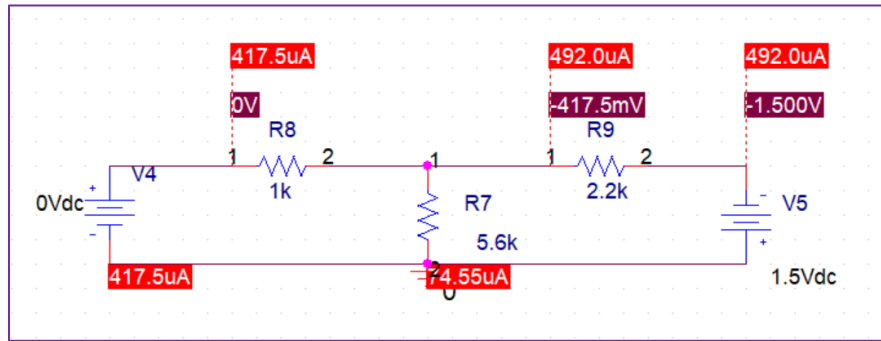 417.5uA 492.0uA 492.0uA
0V -417.5mV -1.500V
R8 R9
1 2 1 1 2
V4 1k 2.2k
0Vdc R7 V5
5.6k
417.5uA 2 74.55uA 1.5Vdc
0